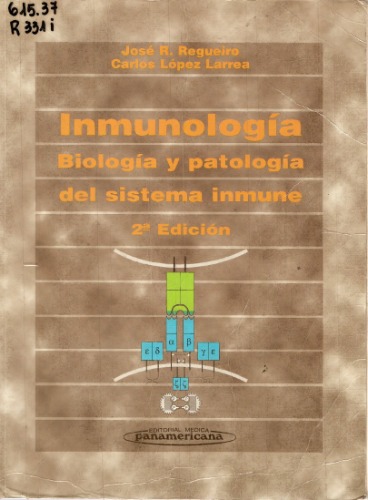 615.37
R 331 i
José R. Regueiro
Carlos López Larrea
Inmunología
Biología y patología
del sistema inmune
2ª Edición
α β
ε δ γ ε
ζ ζ
EDITORIAL MEDICA
panamericana